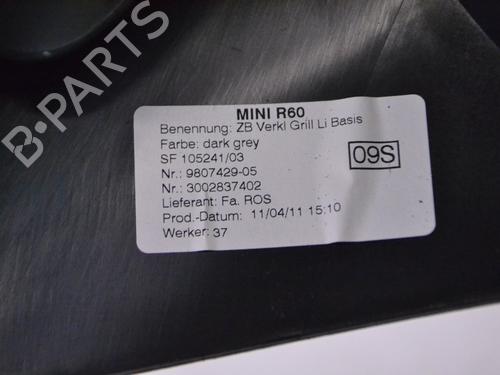 B-PARTS
MINI R60
Benennung: ZB Verkl Grill Li Basis
Farbe: dark grey
SF 105241/03
09S
Nr.: 9807429-05
Nr.: 3002837402
Lieferant: Fa. ROS
Prod.-Datum: 11/04/11 15:10
Werker: 37